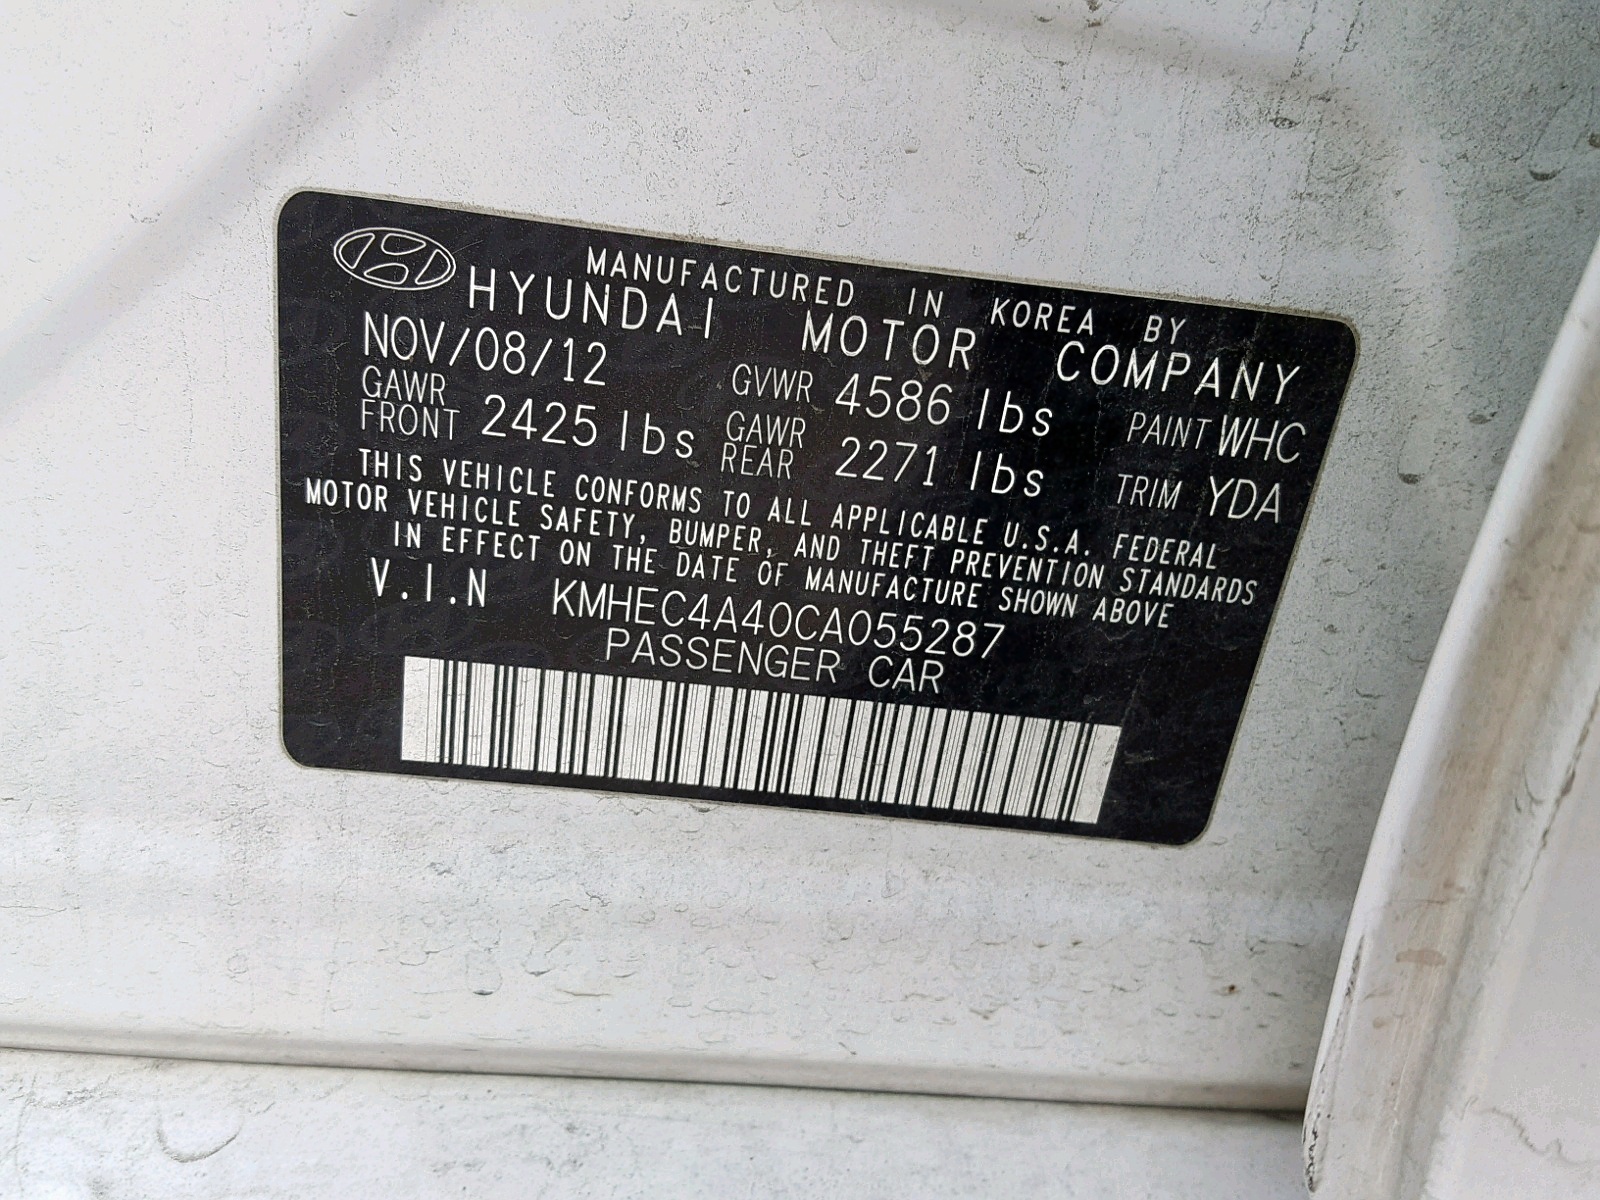 MANUFACTURED IN KOREA BY
HYUNDAI MOTOR COMPANY
NOV/08/12 GVWR 4586 lbs PAINT WHC
GAWR FRONT 2425 lbs GAWR REAR 2271 lbs TRIM YDA
THIS VEHICLE CONFORMS TO ALL APPLICABLE U.S.A. FEDERAL
MOTOR VEHICLE SAFETY, BUMPER, AND THEFT PREVENTION STANDARDS
IN EFFECT ON THE DATE OF MANUFACTURE SHOWN ABOVE
V.I.N KMHEC4A40CA055287
PASSENGER CAR